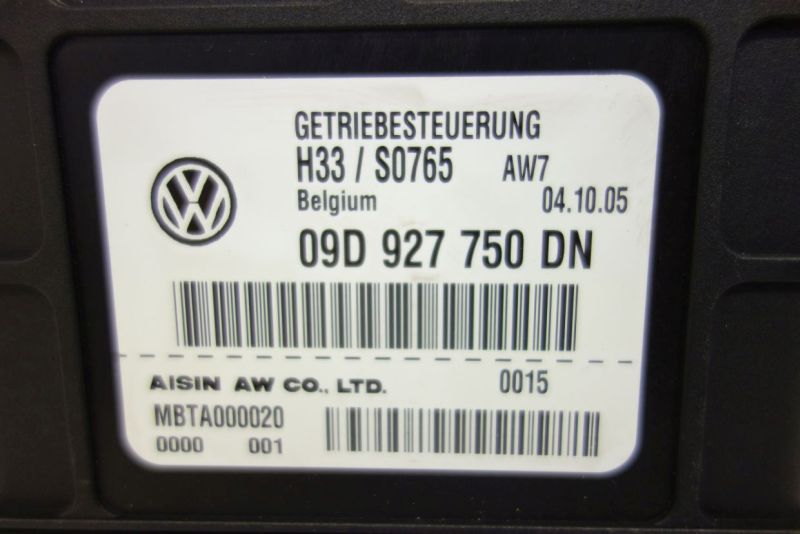 GETRIEBESTEUERUNG
H33 / S0765 AW7
Belgium 04.10.05
09D 927 750 DN
AISIN AW CO., LTD. 0015
MBTA000020
0000 001